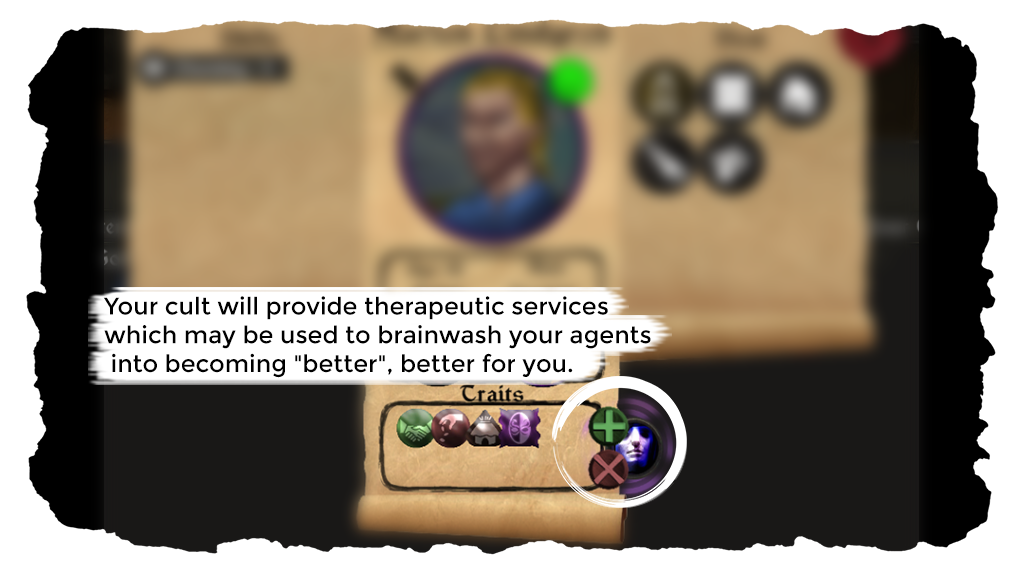 Your cult will provide therapeutic services
which may be used to brainwash your agents
into becoming "better", better for you.
Traits